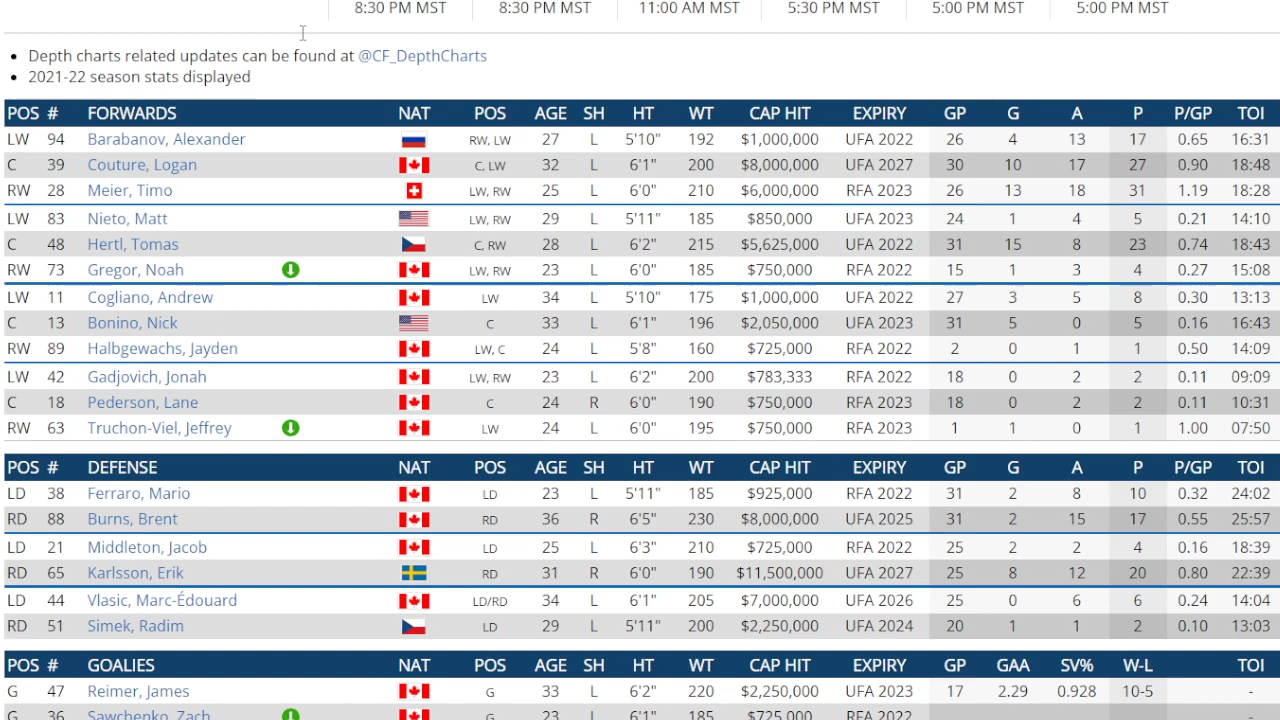 8:30 PM MST 8:30 PM MST 11:00 AM MST 5:30 PM MST 5:00 PM MST 5:00 PM MST
Depth charts related updates can be found at @CF_DepthCharts
2021-22 season stats displayed
POS # FORWARDS NAT POS AGE SH HT WT CAP HIT EXPIRY GP G A P P/GP TOI
LW 94 Barabanov, Alexander RW, LW 27 L 5'10" 192 $1,000,000 UFA 2022 26 4 13 17 0.65 16:31
C 39 Couture, Logan C, LW 32 L 6'1" 200 $8,000,000 UFA 2027 30 10 17 27 0.90 18:48
RW 28 Meier, Timo LW, RW 25 L 6'0" 210 $6,000,000 RFA 2023 26 13 18 31 1.19 18:28
LW 83 Nieto, Matt LW, RW 29 L 5'11" 185 $850,000 UFA 2023 24 1 4 5 0.21 14:10
C 48 Hertl, Tomas C, RW 28 L 6'2" 215 $5,625,000 UFA 2022 31 15 8 23 0.74 18:43
RW 73 Gregor, Noah LW, RW 23 L 6'0" 185 $750,000 RFA 2022 15 1 3 4 0.27 15:08
LW 11 Cogliano, Andrew LW 34 L 5'10" 175 $1,000,000 UFA 2022 27 3 5 8 0.30 13:13
C 13 Bonino, Nick C 33 L 6'1" 196 $2,050,000 UFA 2023 31 5 0 5 0.16 16:43
RW 89 Halbgewachs, Jayden LW, C 24 L 5'8" 160 $725,000 RFA 2022 2 0 1 1 0.50 14:09
LW 42 Gadjovich, Jonah LW, RW 23 L 6'2" 200 $783,333 RFA 2022 18 0 2 2 0.11 09:09
C 18 Pederson, Lane C 24 R 6'0" 190 $750,000 RFA 2023 18 0 2 2 0.11 10:31
RW 63 Truchon-Viel, Jeffrey LW 24 L 6'0" 195 $750,000 RFA 2023 1 1 0 1 1.00 07:50
POS # DEFENSE NAT POS AGE SH HT WT CAP HIT EXPIRY GP G A P P/GP TOI
LD 38 Ferraro, Mario LD 23 L 5'11" 185 $925,000 RFA 2022 31 2 8 10 0.32 24:02
RD 88 Burns, Brent RD 36 R 6'5" 230 $8,000,000 UFA 2025 31 2 15 17 0.55 25:57
LD 21 Middleton, Jacob LD 25 L 6'3" 210 $725,000 RFA 2022 25 2 2 4 0.16 18:39
RD 65 Karlsson, Erik RD 31 R 6'0" 190 $11,500,000 UFA 2027 25 8 12 20 0.80 22:39
LD 44 Vlasic, Marc-Édouard LD/RD 34 L 6'1" 205 $7,000,000 UFA 2026 25 0 6 6 0.24 14:04
RD 51 Simek, Radim LD 29 L 5'11" 200 $2,250,000 UFA 2024 20 1 1 2 0.10 13:03
POS # GOALIES NAT POS AGE SH HT WT CAP HIT EXPIRY GP GAA SV% W-L TOI
G 47 Reimer, James G 33 L 6'2" 220 $2,250,000 UFA 2023 17 2.29 0.928 10-5 -
G 36 Sawchenko, Zach G 23 L 6'1" 185 $725,000 RFA 2022 -